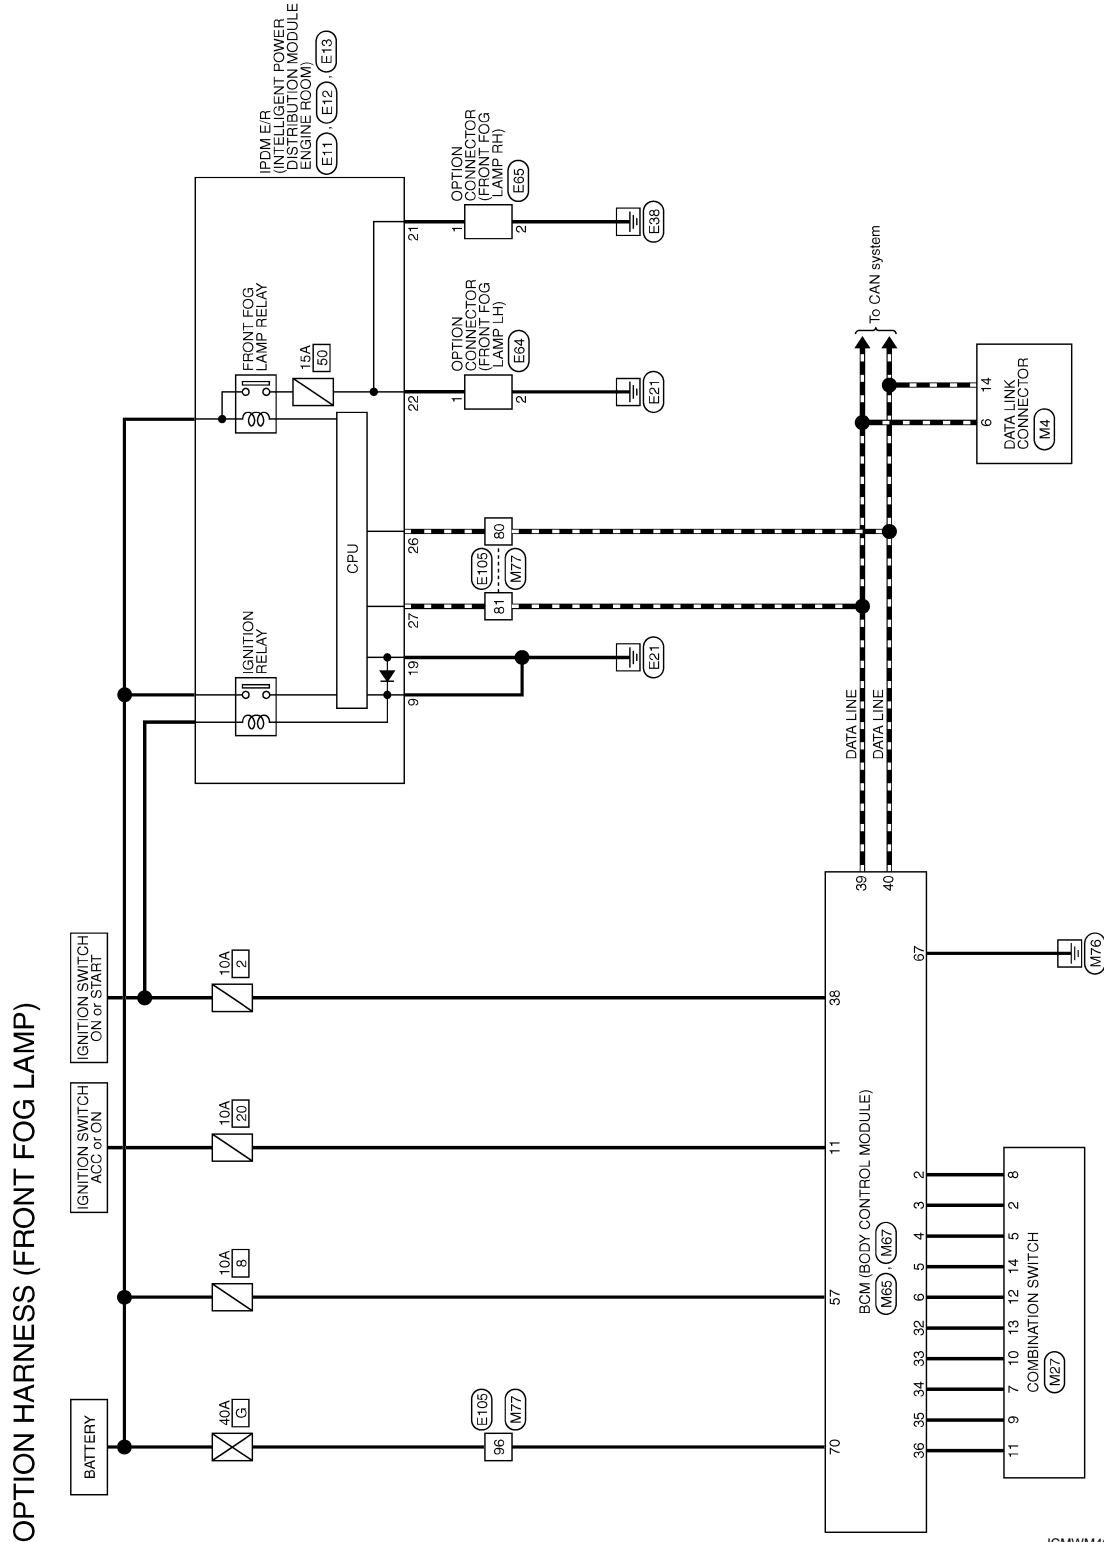 OPTION HARNESS (FRONT FOG LAMP)
BATTERY
IGNITION SWITCH
ACC or ON
IGNITION SWITCH
ON or START
40A
G
10A
8
10A
20
10A
2
E105
96
M77
70
57
11
38
BCM (BODY CONTROL MODULE)
M65 , M67
36
35
34
33
32
6
5
4
3
2
67
39
40
11
9
7
10
13
12
14
5
2
8
COMBINATION SWITCH
M27
M76
IPDM E/R
(INTELLIGENT POWER
DISTRIBUTION MODULE
ENGINE ROOM)
E11 , E12 , E13
IGNITION
RELAY
FRONT FOG
LAMP RELAY
15A
50
CPU
9
19
27
26
22
21
E21
E105
81
80
M77
OPTION
CONNECTOR
(FRONT FOG
LAMP LH)
E64
1
2
E21
OPTION
CONNECTOR
(FRONT FOG
LAMP RH)
E65
1
2
E38
DATA LINE
DATA LINE
To CAN system
6
14
DATA LINK
CONNECTOR
M4